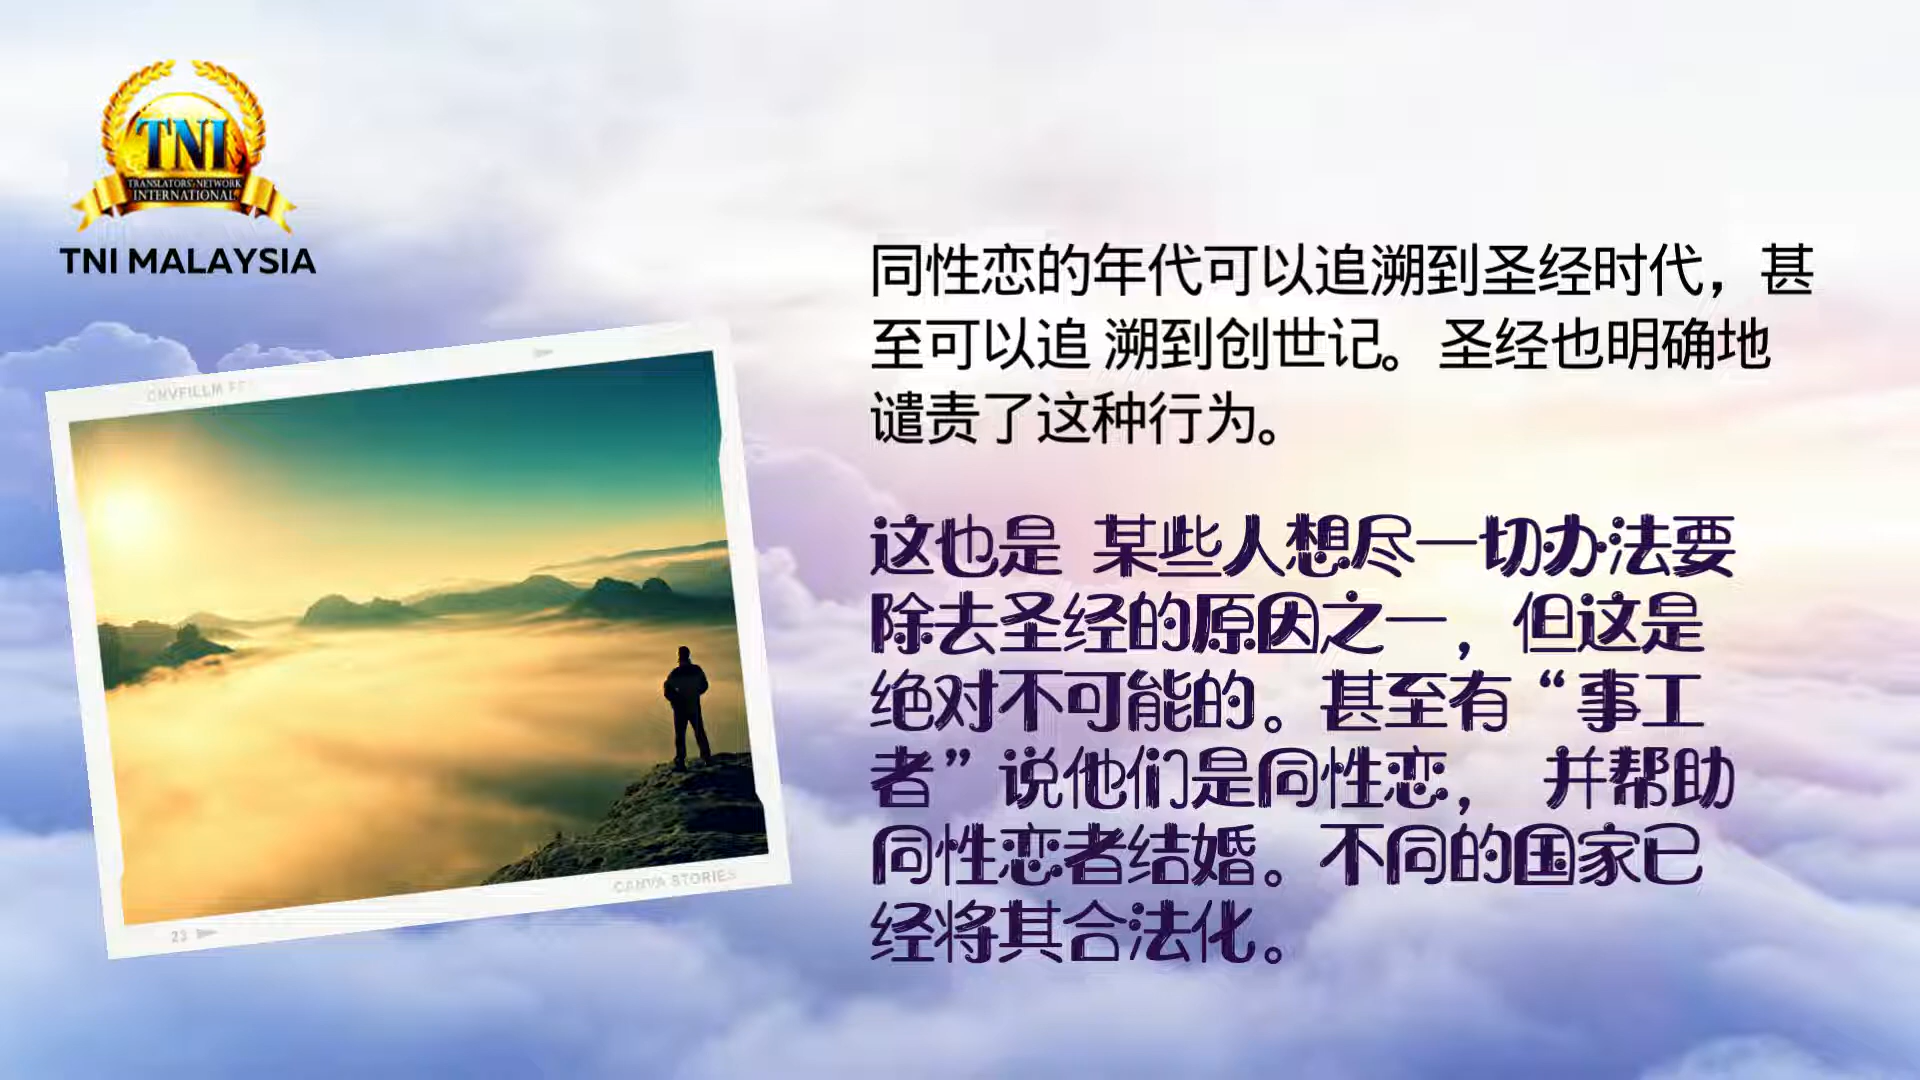 TNI
TRANSLATORS' NETWORK
INTERNATIONAL
TNI MALAYSIA
同性恋的年代可以追溯到圣经时代，甚
至可以追 溯到创世记。圣经也明确地
谴责了这种行为。
CANVA STORIES
23
这也是 某些人想尽一切办法要
除去圣经的原因之一，但这是
绝对不可能的。甚至有“事工
者”说他们是同性恋， 并帮助
同性恋者结婚。不同的国家已
经将其合法化。